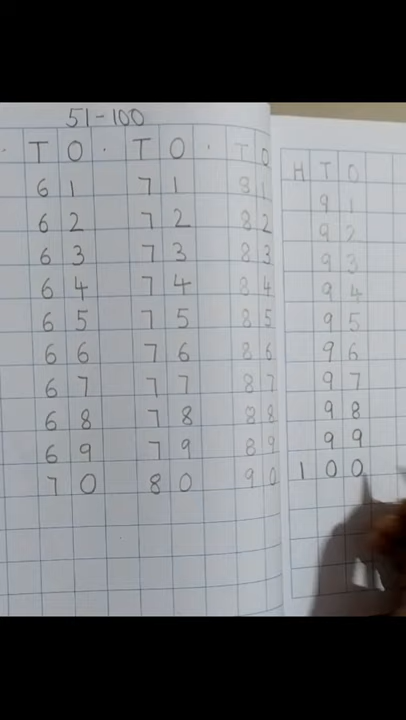 51-100
T O . T O . T O H T O
6 1 7 1 8 1 9 1
6 2 7 2 8 2 9 2
6 3 7 3 8 3 9 3
6 4 7 4 8 4 9 4
6 5 7 5 8 5 9 5
6 6 7 6 8 6 9 6
6 7 7 7 8 7 9 7
6 8 7 8 8 8 9 8
6 9 7 9 8 9 9 9
7 0 8 0 9 0 1 0 0